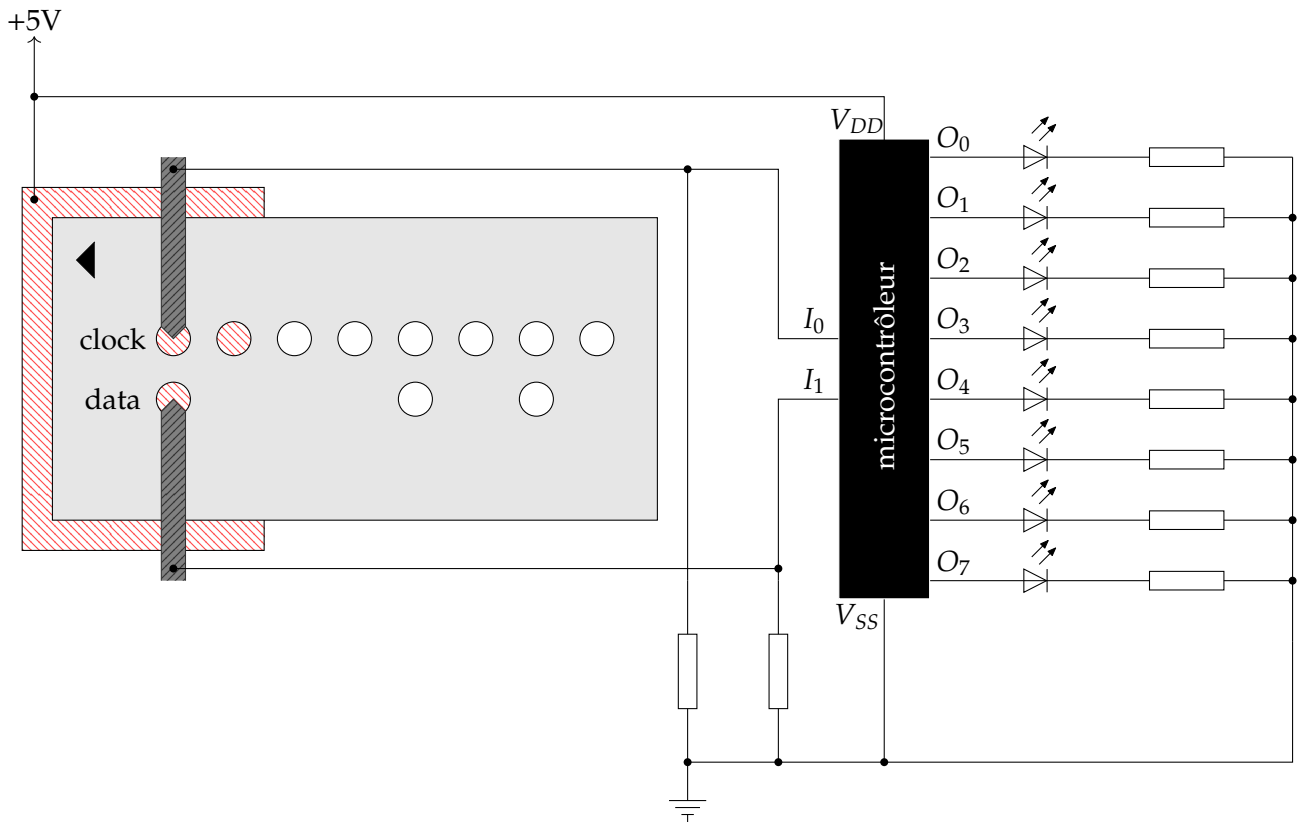 +5V
V_DD
O_0
O_1
O_2
I_0
O_3
clock
I_1
O_4
data
microcontrôleur
O_5
O_6
O_7
V_SS